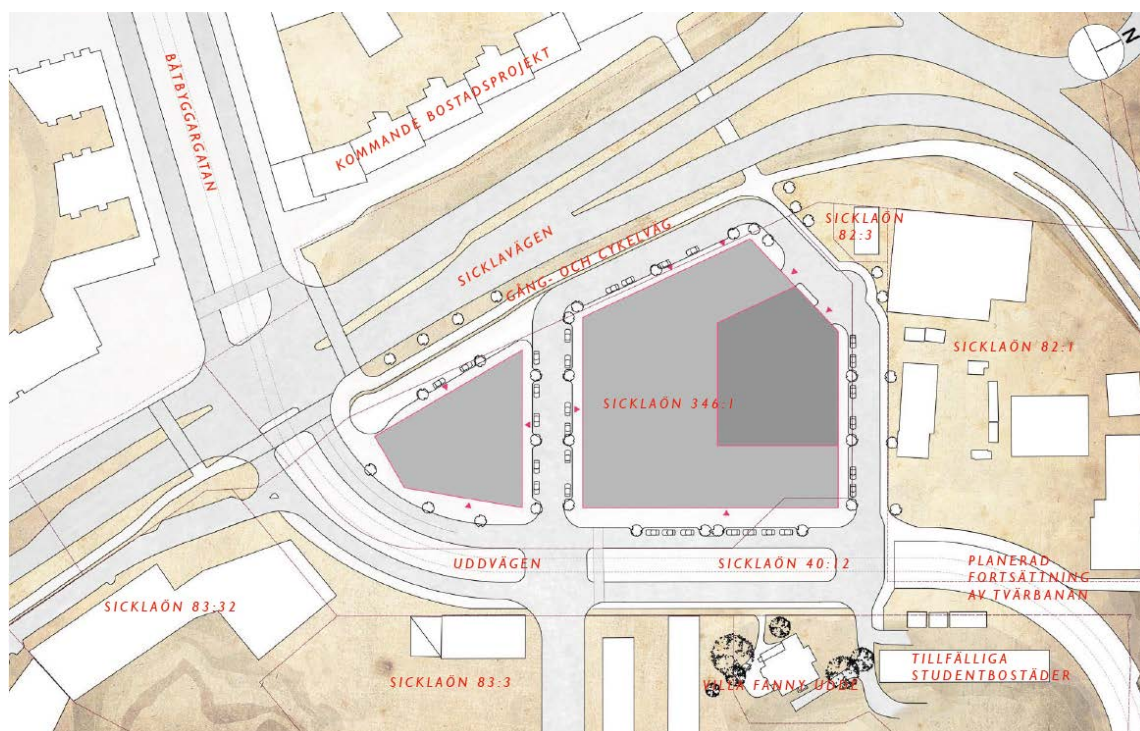 N
BÅTBYGGARGATAN
KOMMANDE BOSTADSPROJEKT
SICKLAVÄGEN
GÅNG- OCH CYKELVÄG
SICKLAÖN
82:3
SICKLAÖN 82:1
SICKLAÖN 346:1
UDDVÄGEN
SICKLAÖN 40:12
PLANERAD
FORTSÄTTNING
AV TVÄRBANAN
SICKLAÖN 83:32
SICKLAÖN 83:3
VILLA FANNY UDDE
TILLFÄLLIGA
STUDENTBOSTÄDER